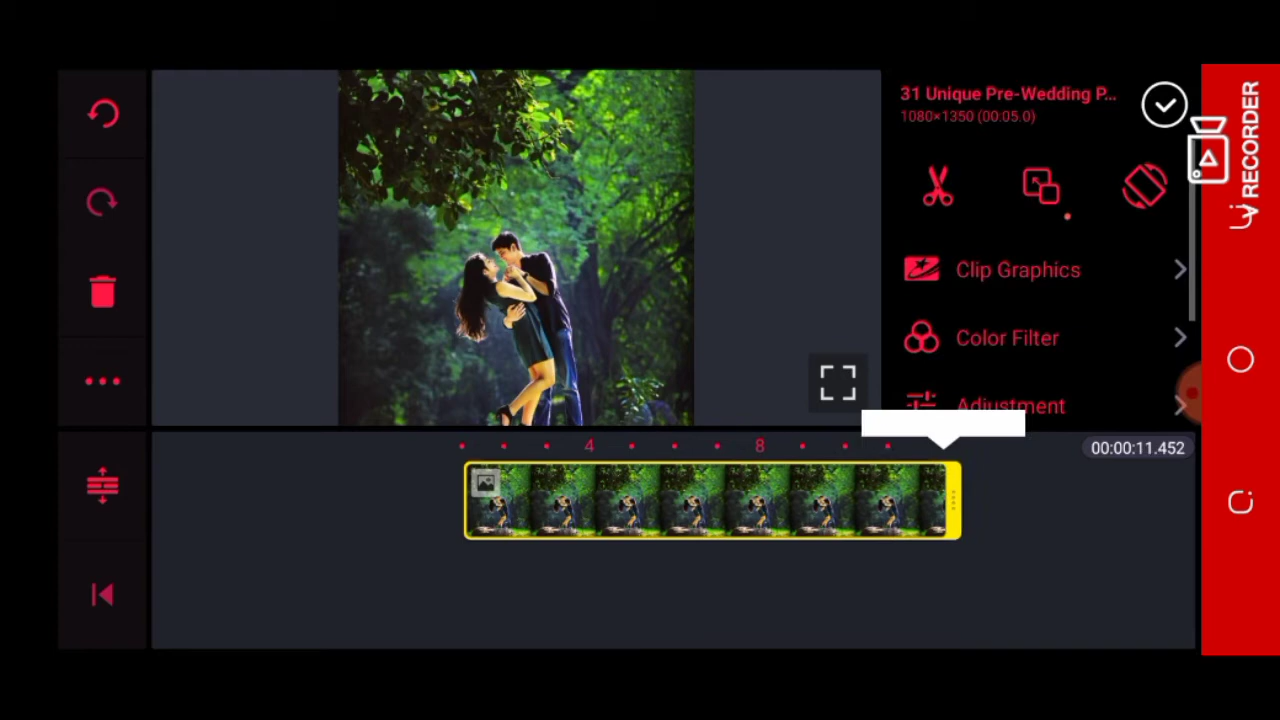 31 Unique Pre-Wedding P...
1080×1350 (00:05.0)
V RECORDER
Clip Graphics
Color Filter
Adjustment
4
8
00:00:11.452